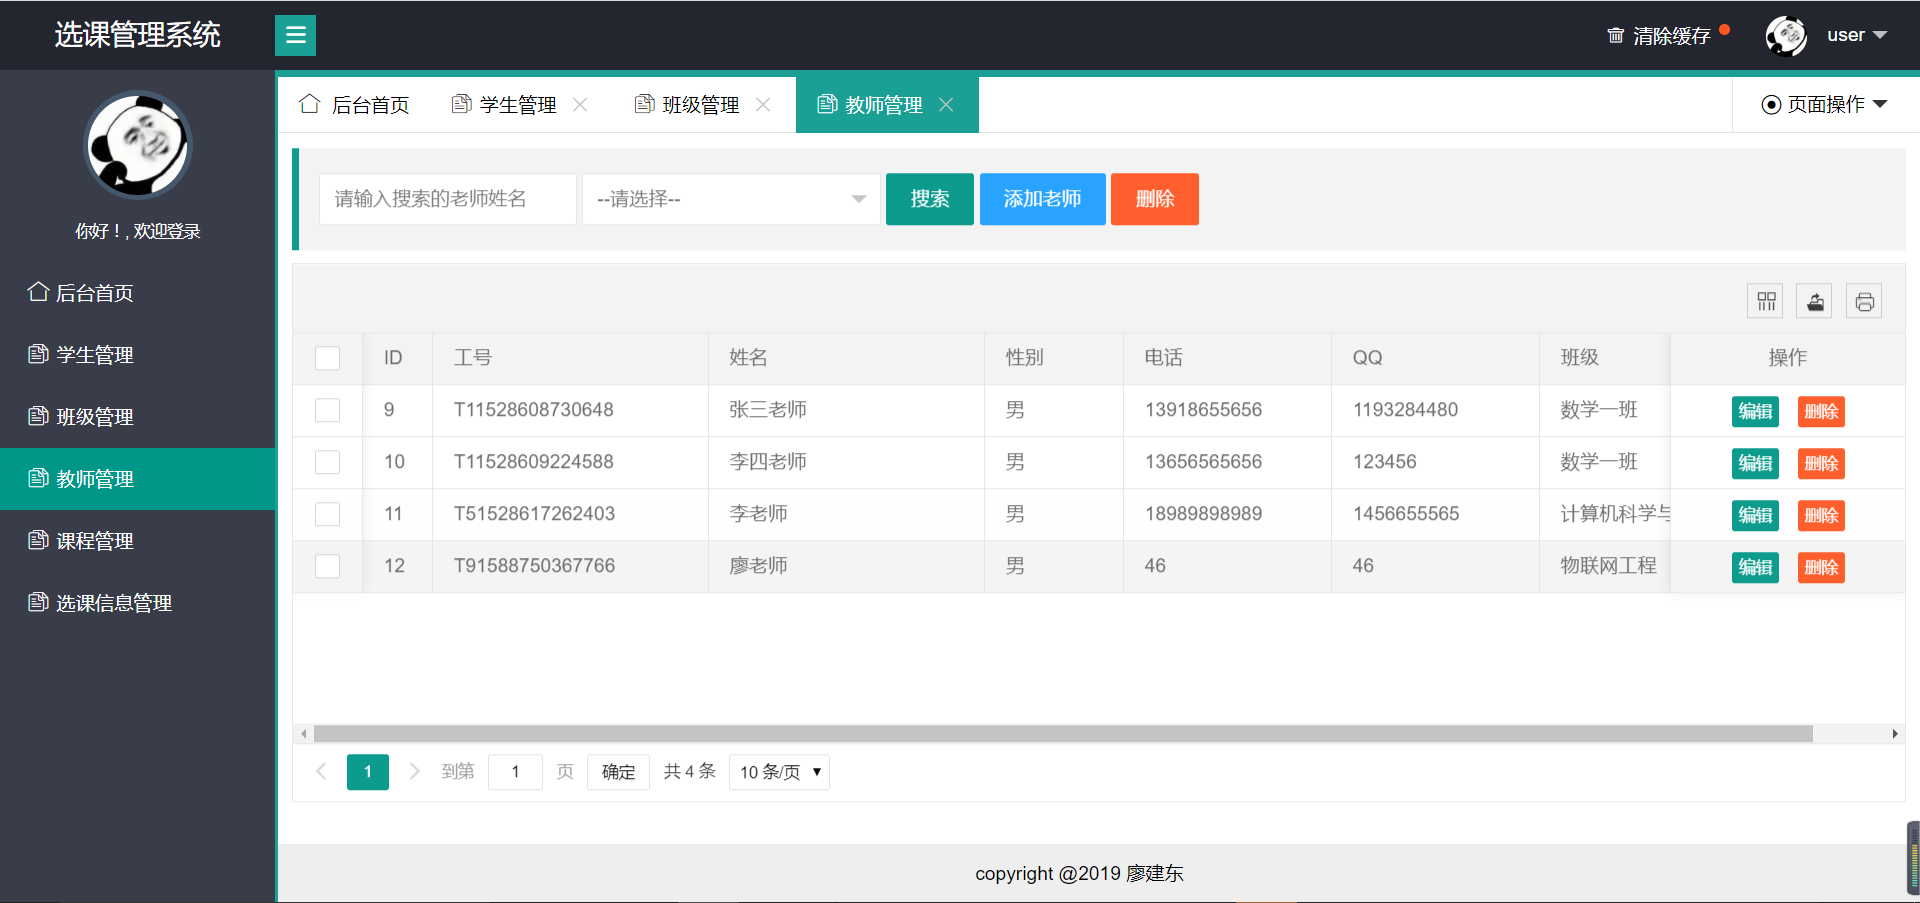 选课管理系统
清除缓存
user
后台首页
学生管理
班级管理
教师管理
页面操作
你好！, 欢迎登录
后台首页
学生管理
班级管理
教师管理
课程管理
选课信息管理
请输入搜索的老师姓名
--请选择--
搜索
添加老师
删除
ID 工号 姓名 性别 电话 QQ 班级 操作
9 T11528608730648 张三老师 男 13918655656 1193284480 数学一班 编辑 删除
10 T11528609224588 李四老师 男 13656565656 123456 数学一班 编辑 删除
11 T51528617262403 李老师 男 18989898989 1456655565 计算机科学与 编辑 删除
12 T91588750367766 廖老师 男 46 46 物联网工程 编辑 删除
1 到第 1 页 确定 共 4 条 10 条/页
copyright @2019 廖建东